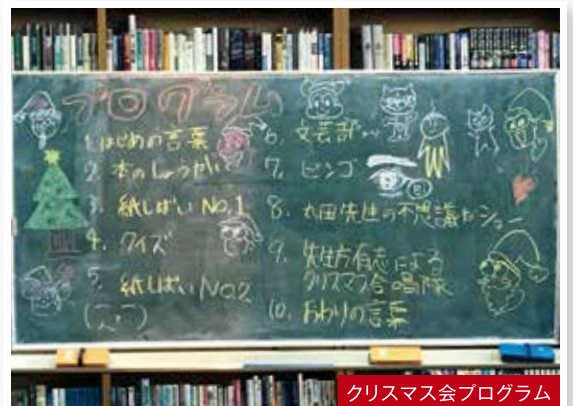 プログラム
1. はじめの言葉
2. 本のしょうかい
3. 紙しばい No.1
4. クイズ
5. 紙しばい No.2
6. 文芸部
7. ビンゴ
8. 丸田先生の不思議なショー
9. 先生方有志による
クリスマス合唱隊
10. おわりの言葉
クリスマス会プログラム